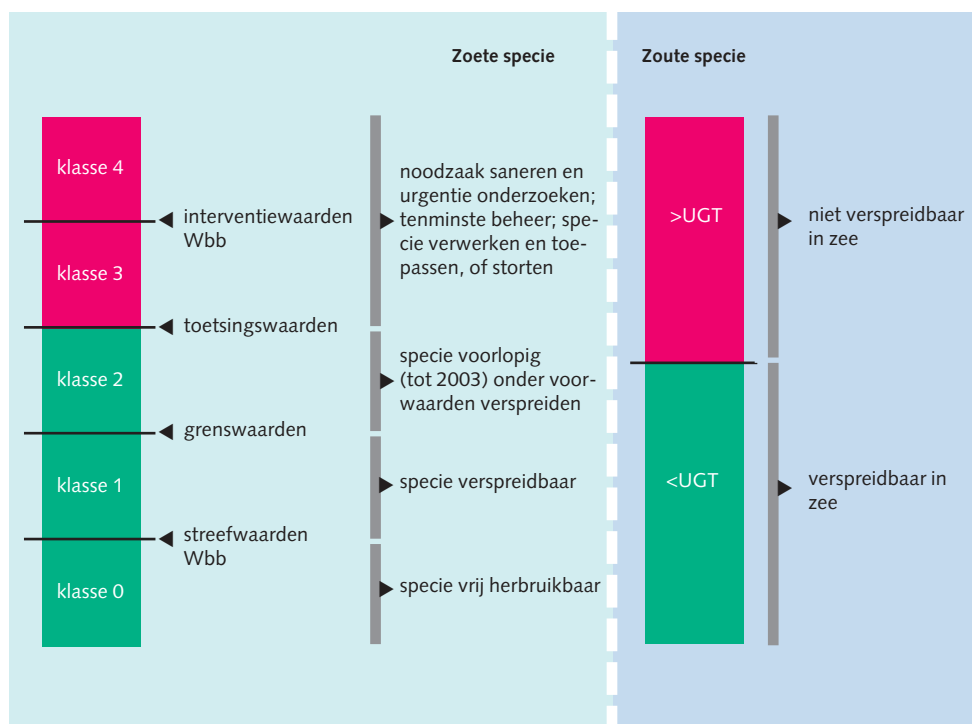 Zoete specie
klasse 4
interventiewaarden
Wbb
klasse 3
toetsingswaarden
klasse 2
grenswaarden
klasse 1
streefwaarden
Wbb
klasse 0
noodzaak saneren en
urgentie onderzoeken;
tenminste beheer; spe-
cie verwerken en toe-
passen, of storten
specie voorlopig
(tot 2003) onder voor-
waarden verspreiden
specie verspreidbaar
specie vrij herbruikbaar
Zoute specie
>UGT
niet verspreidbaar
in zee
<UGT
verspreidbaar in
zee